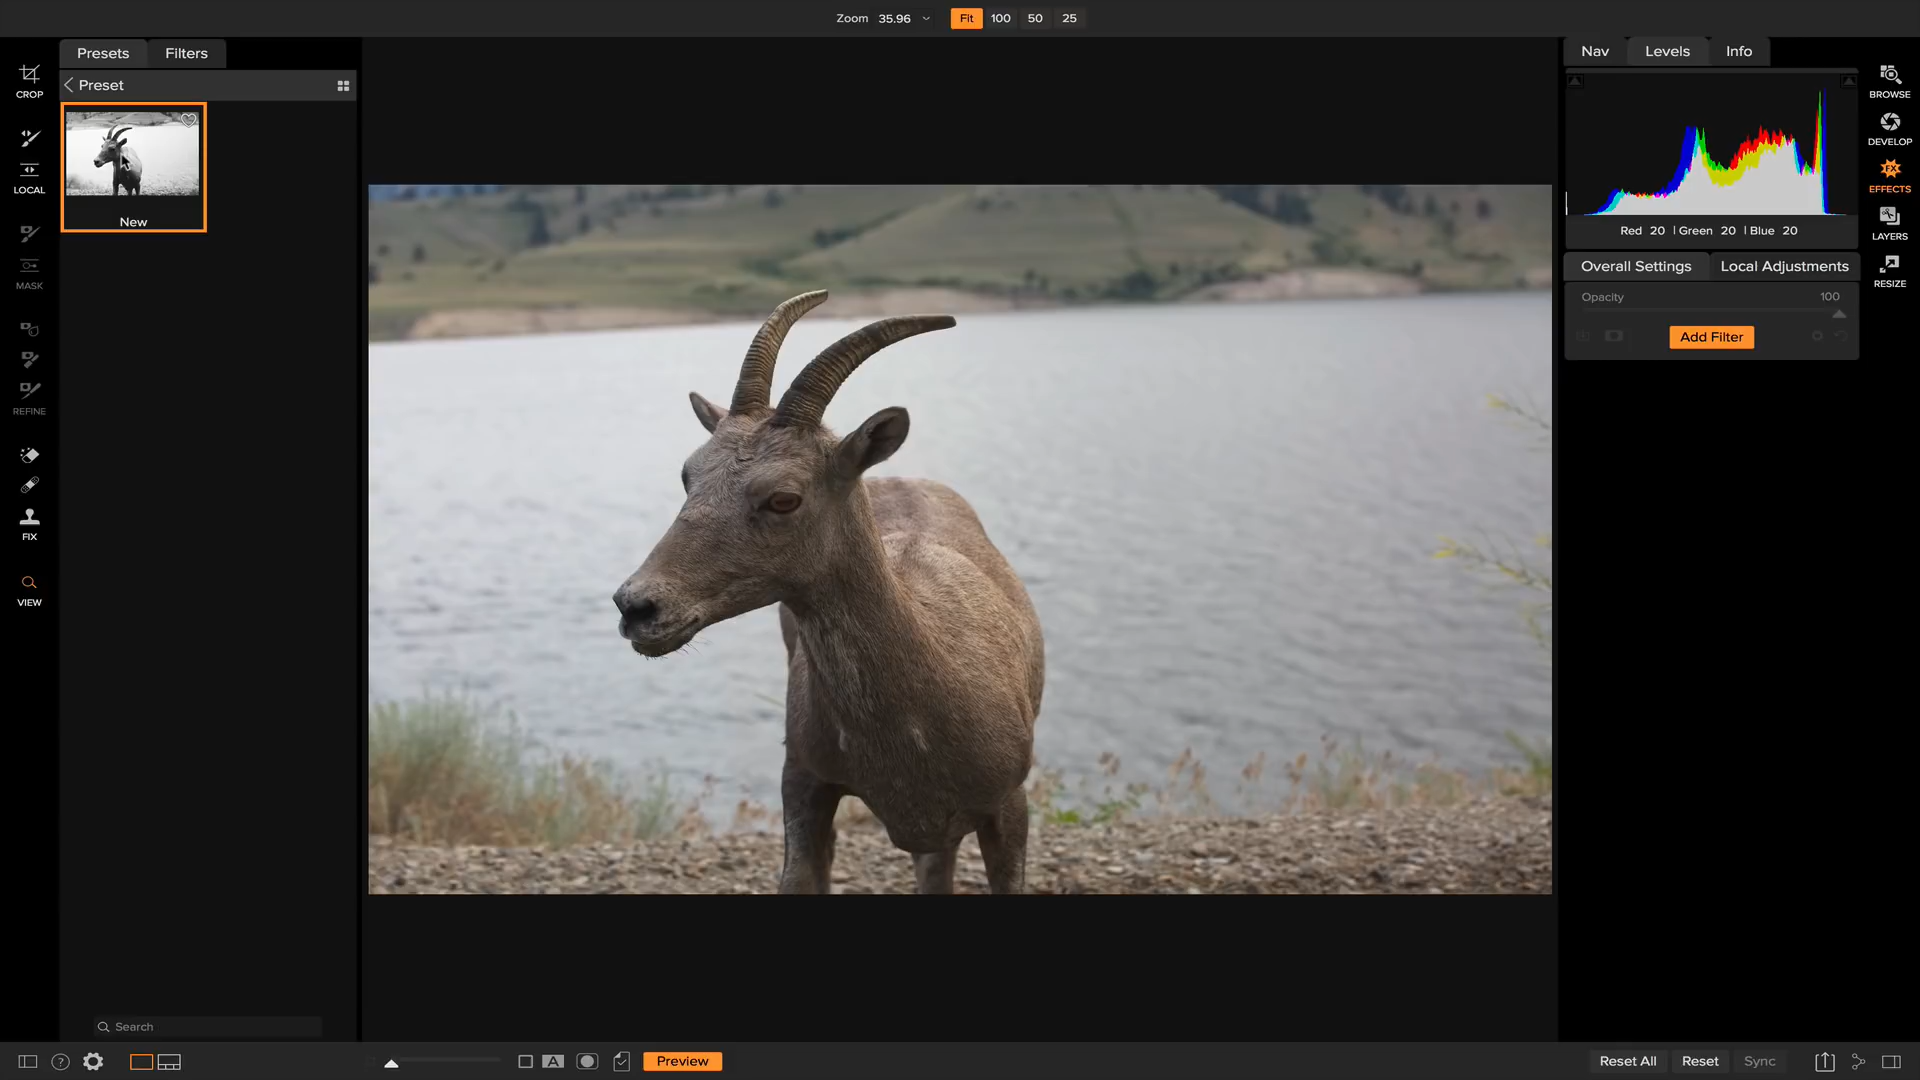 Zoom 35.96 Fit 100 50 25
Presets Filters
Preset
New
CROP
LOCAL
MASK
REFINE
FIX
VIEW
Search
Nav Levels Info
Red 20 | Green 20 | Blue 20
Overall Settings Local Adjustments
Opacity 100
Add Filter
BROWSE
DEVELOP
EX
EFFECTS
LAYERS
RESIZE
? A Preview Reset All Reset Sync